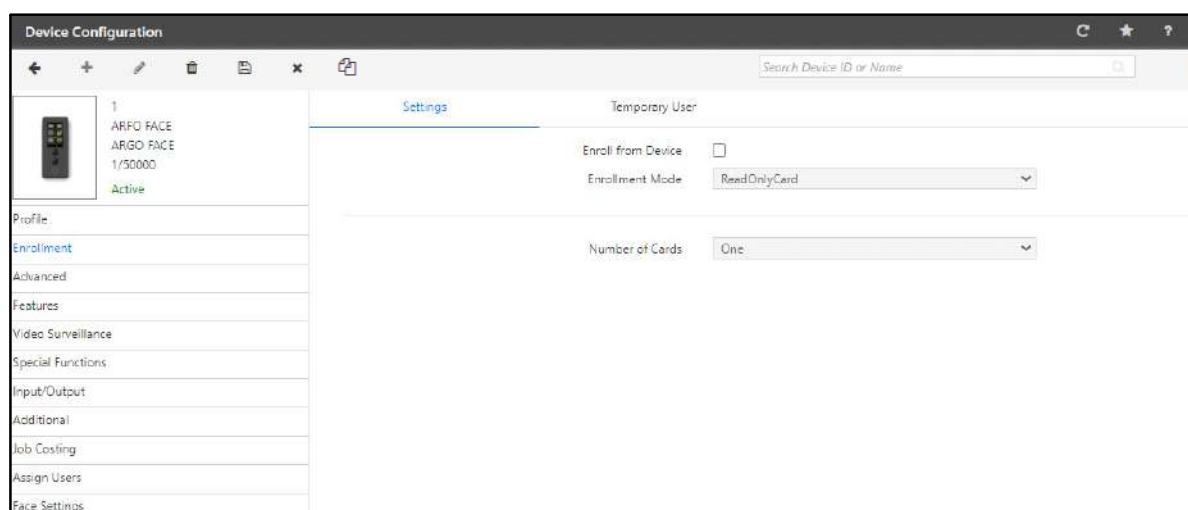 Device Configuration
?
Search Device ID or Name
1
ARFO FACE
ARGO FACE
1/50000
Active
Settings
Temporary User
Enroll from Device
Enrollment Mode
ReadOnlyCard
Number of Cards
One
Profile
Enrollment
Advanced
Features
Video Surveillance
Special Functions
Input/Output
Additional
Job Costing
Assign Users
Face Settings